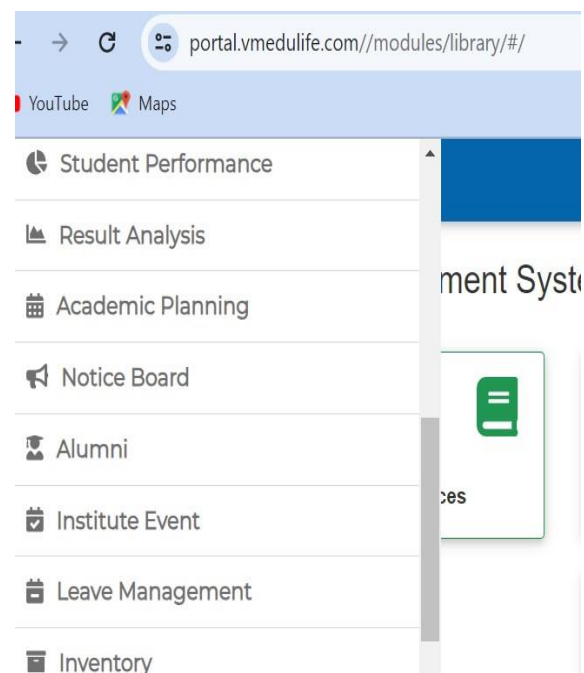 portal.vmedulife.com//modules/library/#/
YouTube Maps
Student Performance
Result Analysis
Academic Planning
Notice Board
Alumni
Institute Event
Leave Management
Inventory
ment Syste
ces